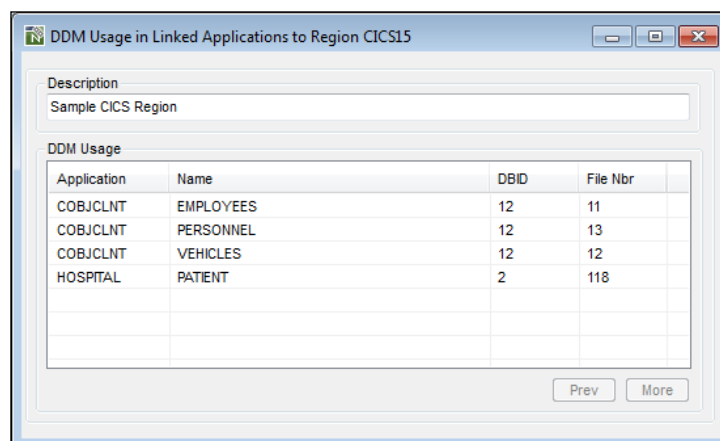 DDM Usage in Linked Applications to Region CICS15
Description
Sample CICS Region
DDM Usage
Application Name DBID File Nbr
COBJCLNT EMPLOYEES 12 11
COBJCLNT PERSONNEL 12 13
COBJCLNT VEHICLES 12 12
HOSPITAL PATIENT 2 118
Prev More